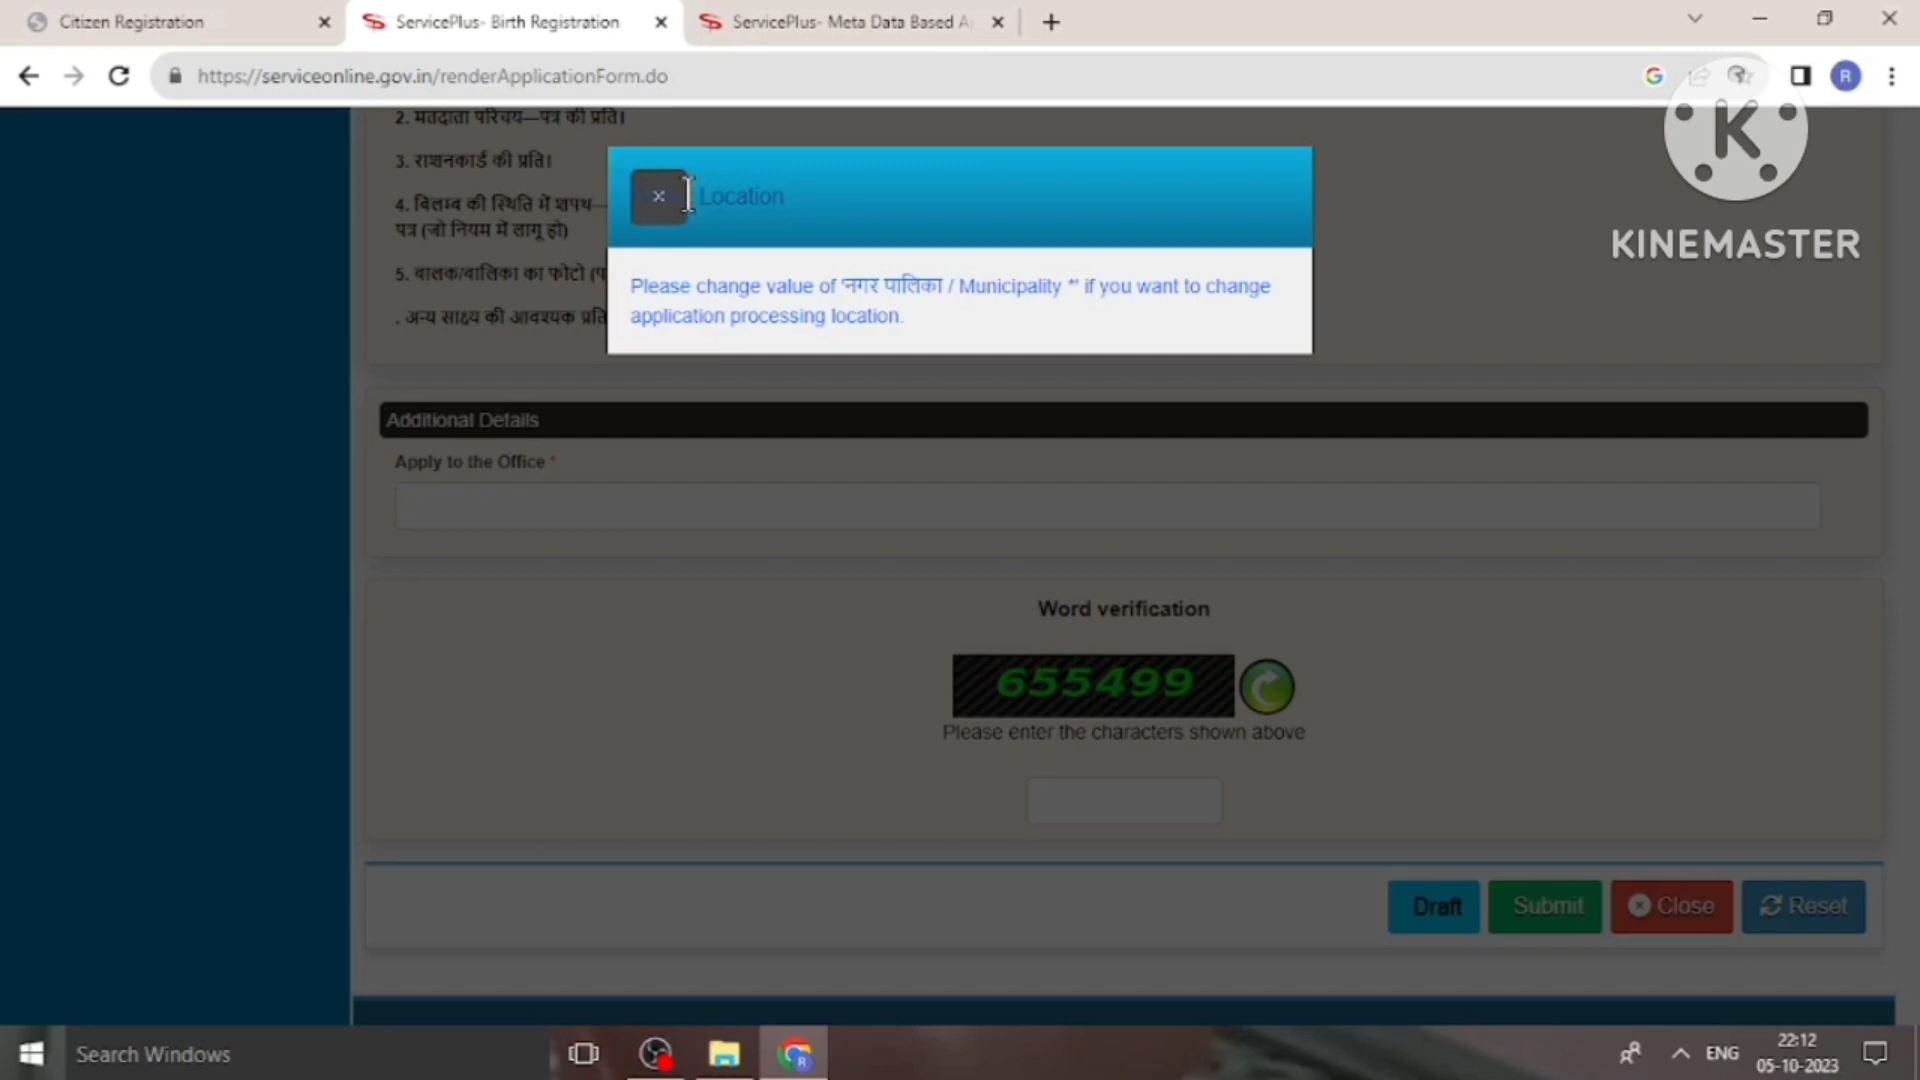 Citizen Registration
ServicePlus- Birth Registration
ServicePlus- Meta Data Based A
https://serviceonline.gov.in/renderApplicationForm.do
R
K
KINEMASTER
2. मतदाता परिचय—पत्र की प्रति।
3. राशनकार्ड की प्रति।
4. बिलम्ब की स्थिति में शपथ—
पत्र (जो नियम में लागू हो)
5. बालक/बालिका का फोटो (प
. अन्य साक्ष्य की आवश्यक प्रति
× Location
Please change value of 'नगर पालिका / Municipality *' if you want to change
application processing location.
Additional Details
Apply to the Office *
Word verification
655499
Please enter the characters shown above
Draft Submit Close Reset
Search Windows
R
ENG
22:12
05-10-2023